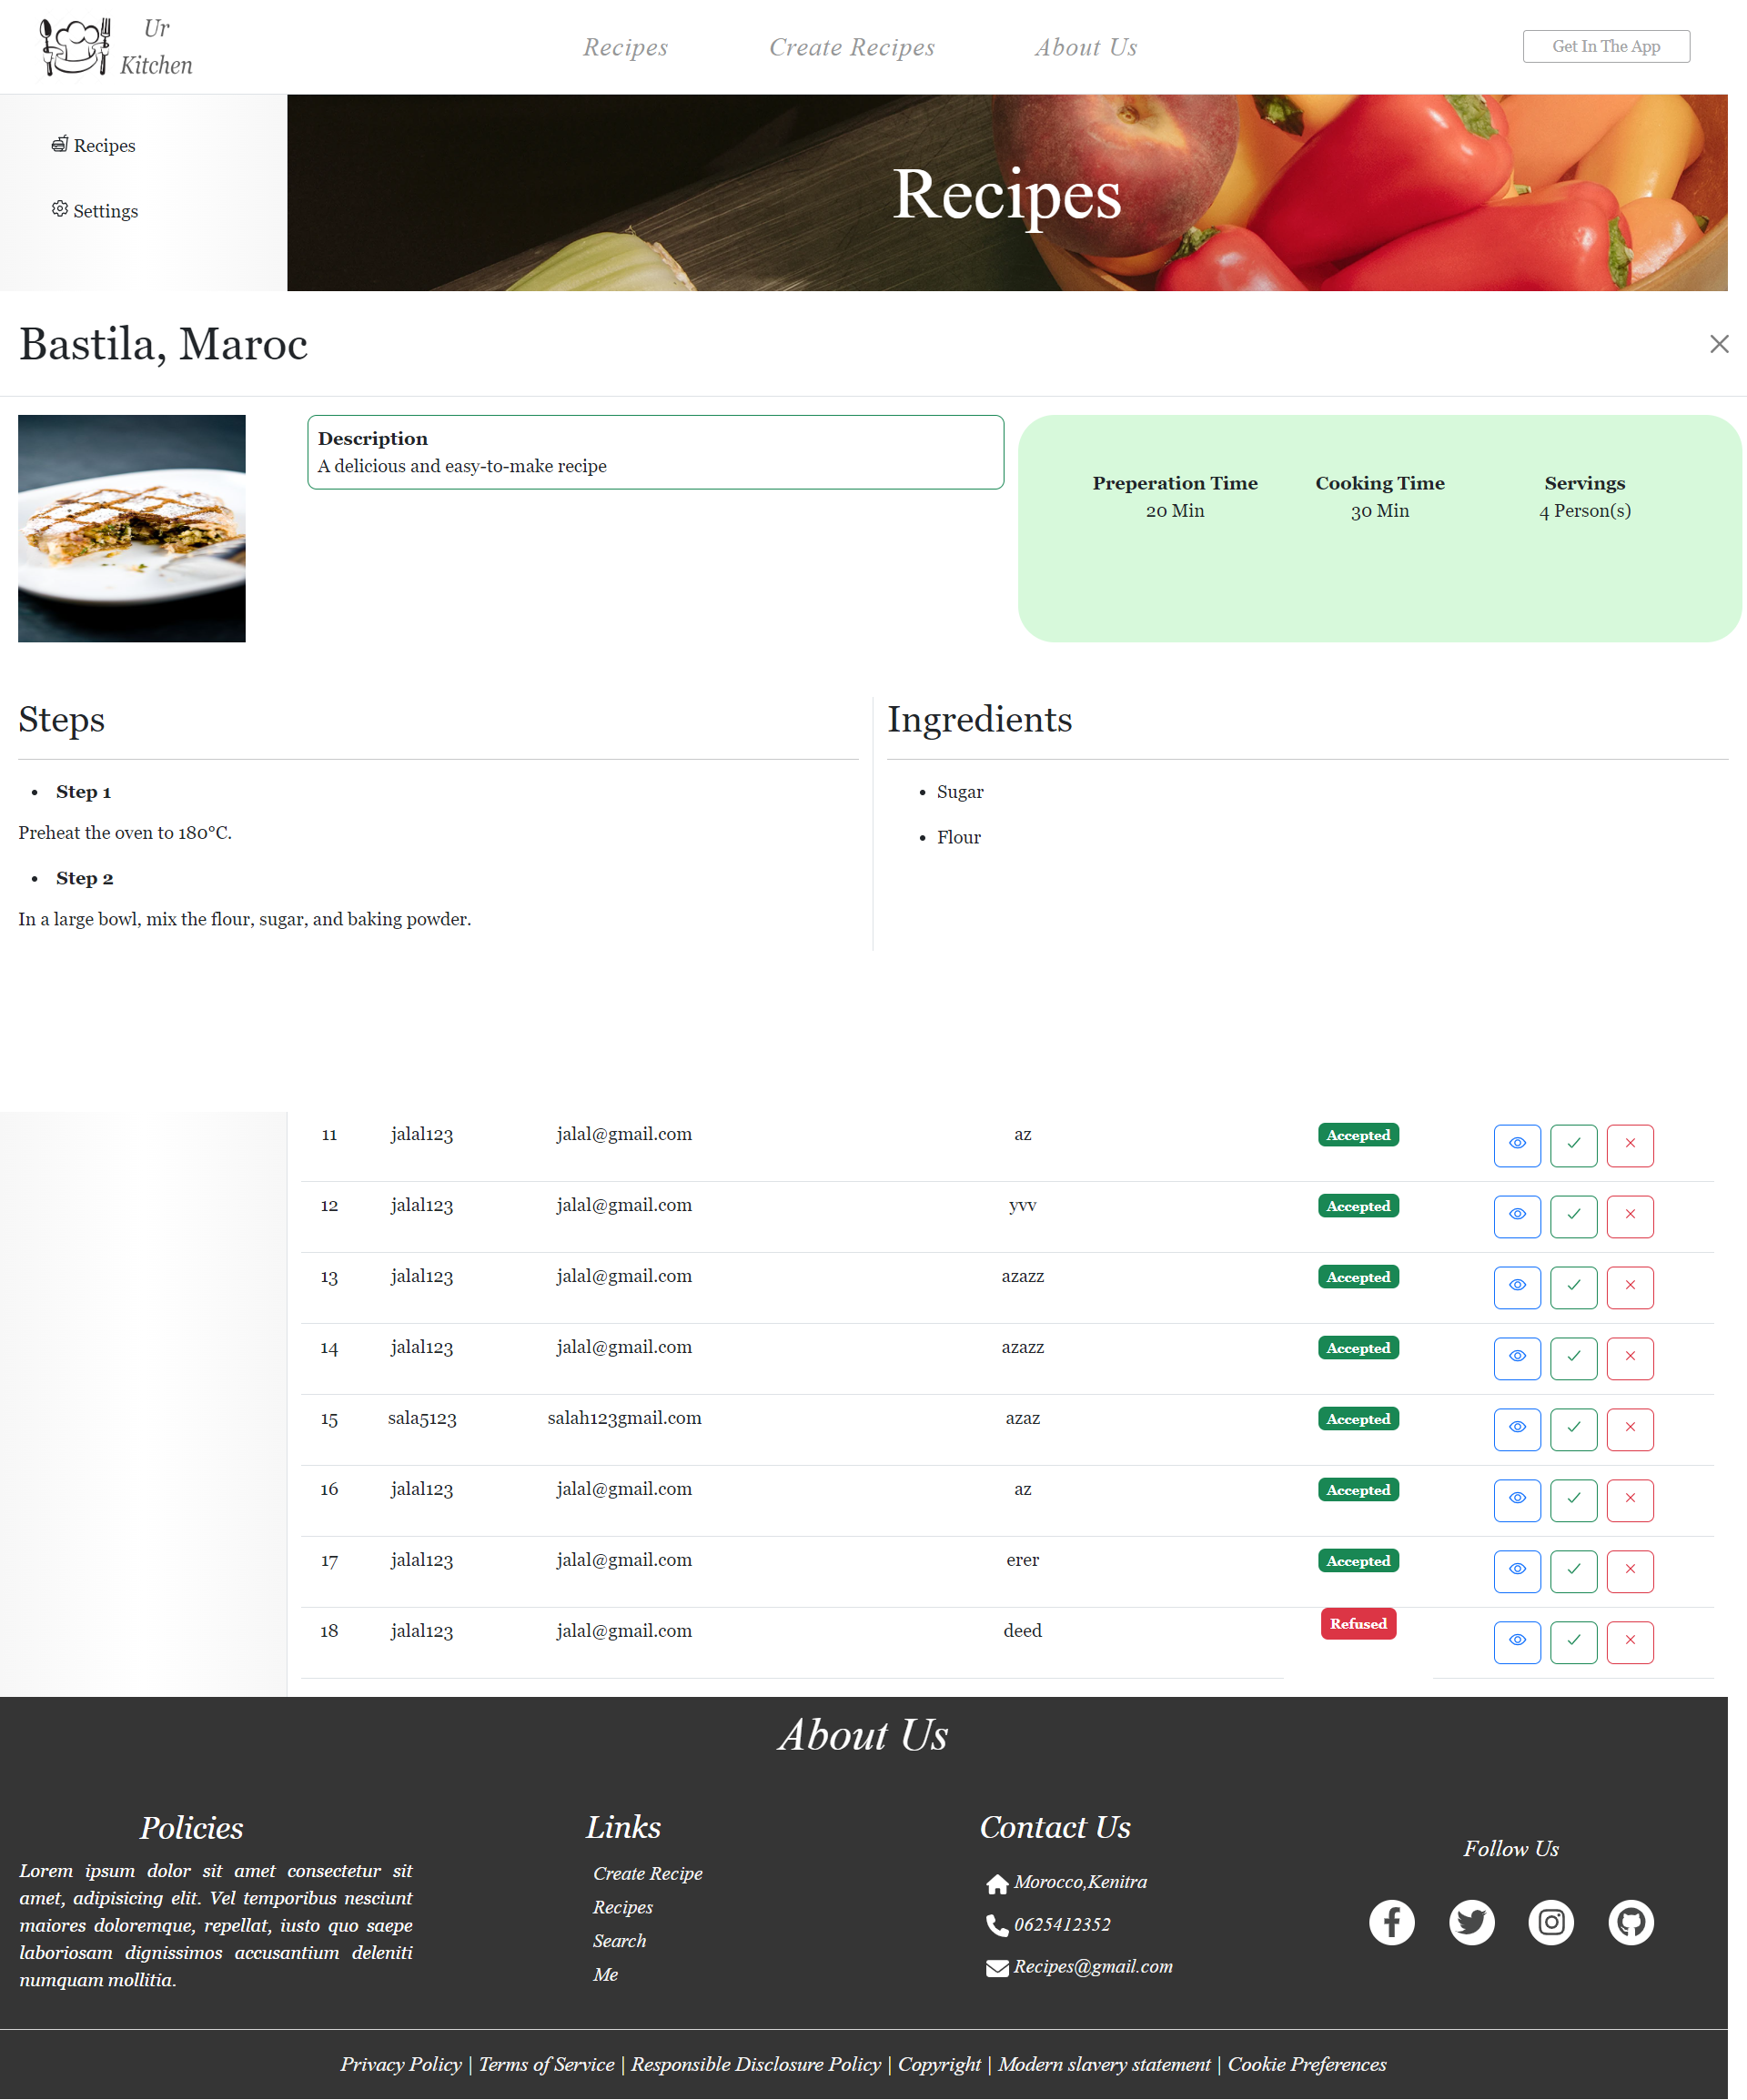 Ur
Kitchen
Recipes
Create Recipes
About Us
Get In The App
Recipes
Settings
Recipes
Bastila, Maroc
Description
A delicious and easy-to-make recipe
Preperation Time
20 Min
Cooking Time
30 Min
Servings
4 Person(s)
Steps
Step 1
Preheat the oven to 180°C.
Step 2
In a large bowl, mix the flour, sugar, and baking powder.
Ingredients
Sugar
Flour
11 jalal123 jalal@gmail.com az Accepted
12 jalal123 jalal@gmail.com yvv Accepted
13 jalal123 jalal@gmail.com azazz Accepted
14 jalal123 jalal@gmail.com azazz Accepted
15 sala5123 salah123gmail.com azaz Accepted
16 jalal123 jalal@gmail.com az Accepted
17 jalal123 jalal@gmail.com erer Accepted
18 jalal123 jalal@gmail.com deed Refused
About Us
Policies
Lorem ipsum dolor sit amet consectetur sit
amet, adipisicing elit. Vel temporibus nesciunt
maiores doloremque, repellat, iusto quo saepe
laboriosam dignissimos accusantium deleniti
numquam mollitia.
Links
Create Recipe
Recipes
Search
Me
Contact Us
Morocco,Kenitra
0625412352
Recipes@gmail.com
Follow Us
Privacy Policy | Terms of Service | Responsible Disclosure Policy | Copyright | Modern slavery statement | Cookie Preferences